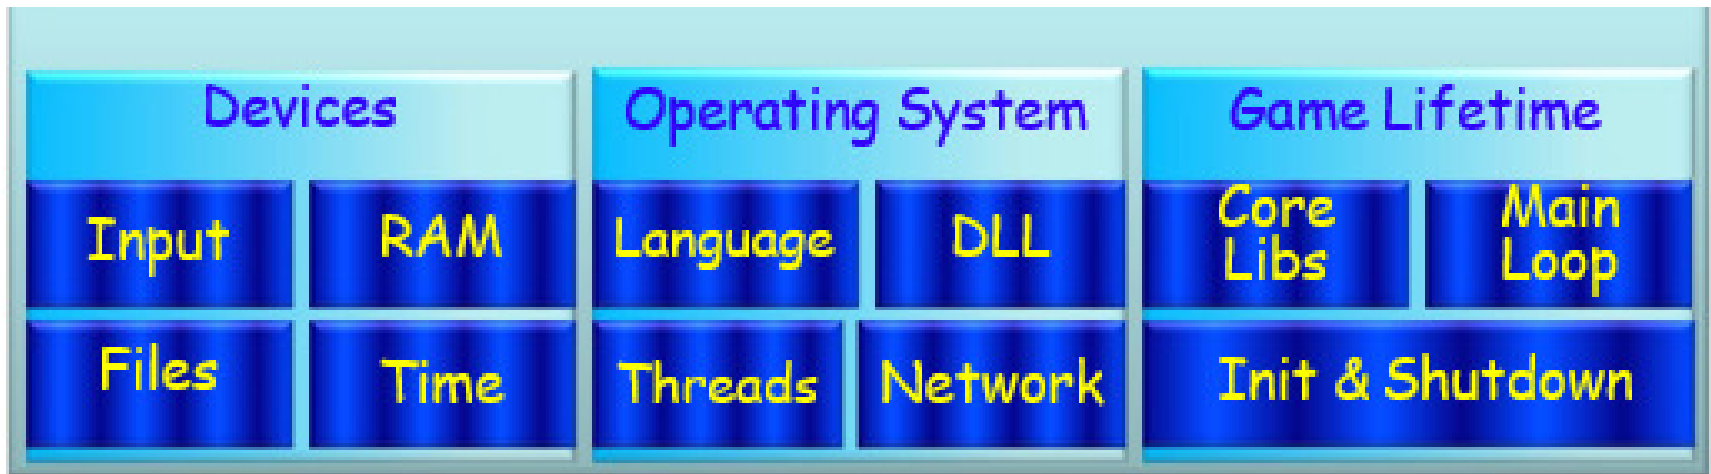 Devices
Input
RAM
Files
Time
Operating System
Language
DLL
Threads
Network
Game Lifetime
Core
Libs
Main
Loop
Init & Shutdown